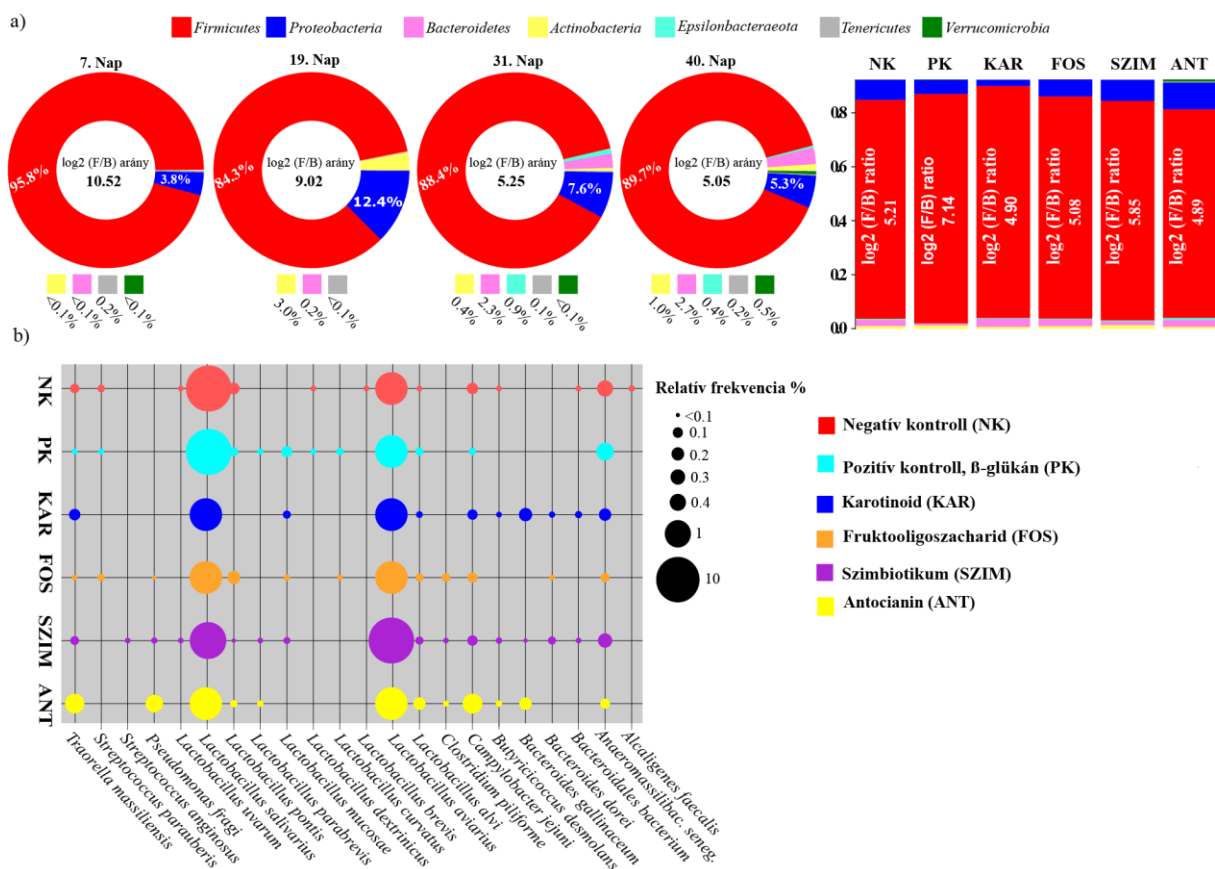 a)
Firmicutes Proteobacteria Bacteroidetes Actinobacteria Epsilonbacteraeota Tenericutes Verrucomicrobia
7. Nap 19. Nap 31. Nap 40. Nap
95.8% log2 (F/B) arány 10.52 3.8%
84.3% log2 (F/B) arány 9.02 12.4%
88.4% log2 (F/B) arány 5.25 7.6%
89.7% log2 (F/B) arány 5.05 5.3%
<0.1% <0.1% 0.2% <0.1%
3.0% 0.2% <0.1%
0.4% 2.3% 0.9% 0.1% <0.1%
1.0% 2.7% 0.4% 0.2% 0.5%
NK PK KAR FOS SZIM ANT
0.8
0.6
0.4
0.2
0.0
log2 (F/B) ratio 5.21
log2 (F/B) ratio 7.14
log2 (F/B) ratio 4.90
log2 (F/B) ratio 5.08
log2 (F/B) ratio 5.85
log2 (F/B) ratio 4.89
b)
NK
PK
KAR
FOS
SZIM
ANT
Traorella massiliensis
Streptococcus parauberis
Streptococcus anginosus
Pseudomonas fragi
Lactobacillus uvarum
Lactobacillus salivarius
Lactobacillus pontis
Lactobacillus parabrevis
Lactobacillus mucosae
Lactobacillus dextrinicus
Lactobacillus curvatus
Lactobacillus brevis
Lactobacillus aviarius
Lactobacillus alvi
Clostridium piliforme
Campylobacter jejuni
Butyricicoccus desmolans
Bacteroides gallinaceum
Bacteroides dorei
Bacteroidales bacterium
Anaeromassilibac. seneg.
Alcaligenes faecalis
Relatív frekvencia %
<0.1
0.1
0.2
0.3
0.4
1
10
Negatív kontroll (NK)
Pozitív kontroll, ß-glükán (PK)
Karotinoid (KAR)
Fruktooligoszacharid (FOS)
Szimbiotikum (SZIM)
Antocianin (ANT)